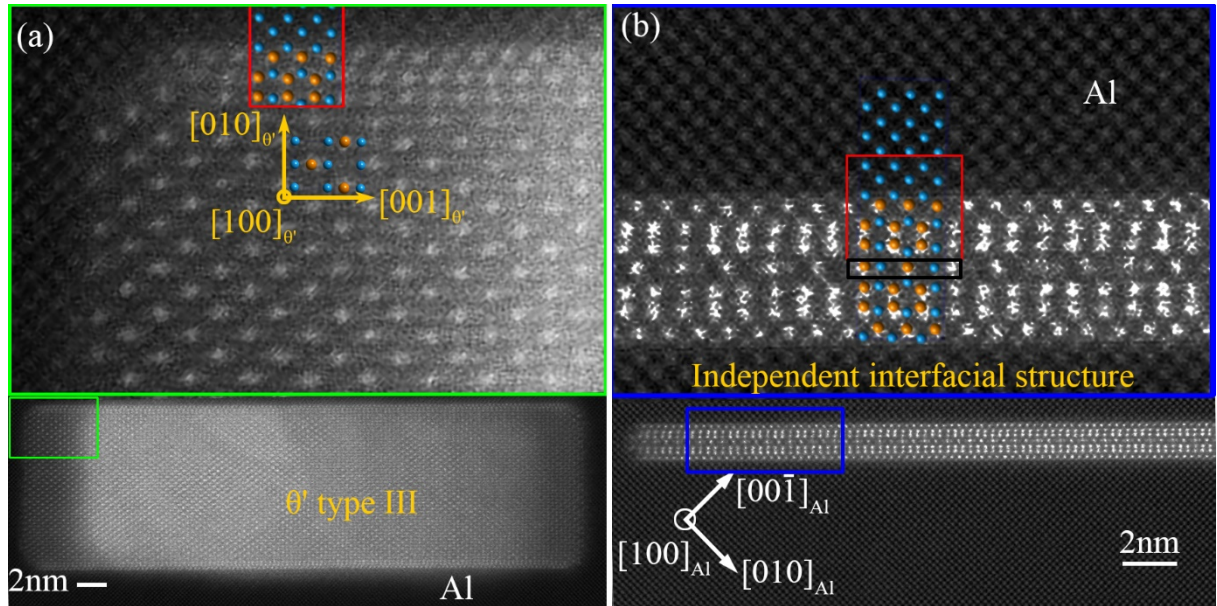 (a)
[010]θ'
[001]θ'
[100]θ'
θ' type III
2nm
Al
(b)
Al
Independent interfacial structure
[001̄]Al
[100]Al
[010]Al
2nm